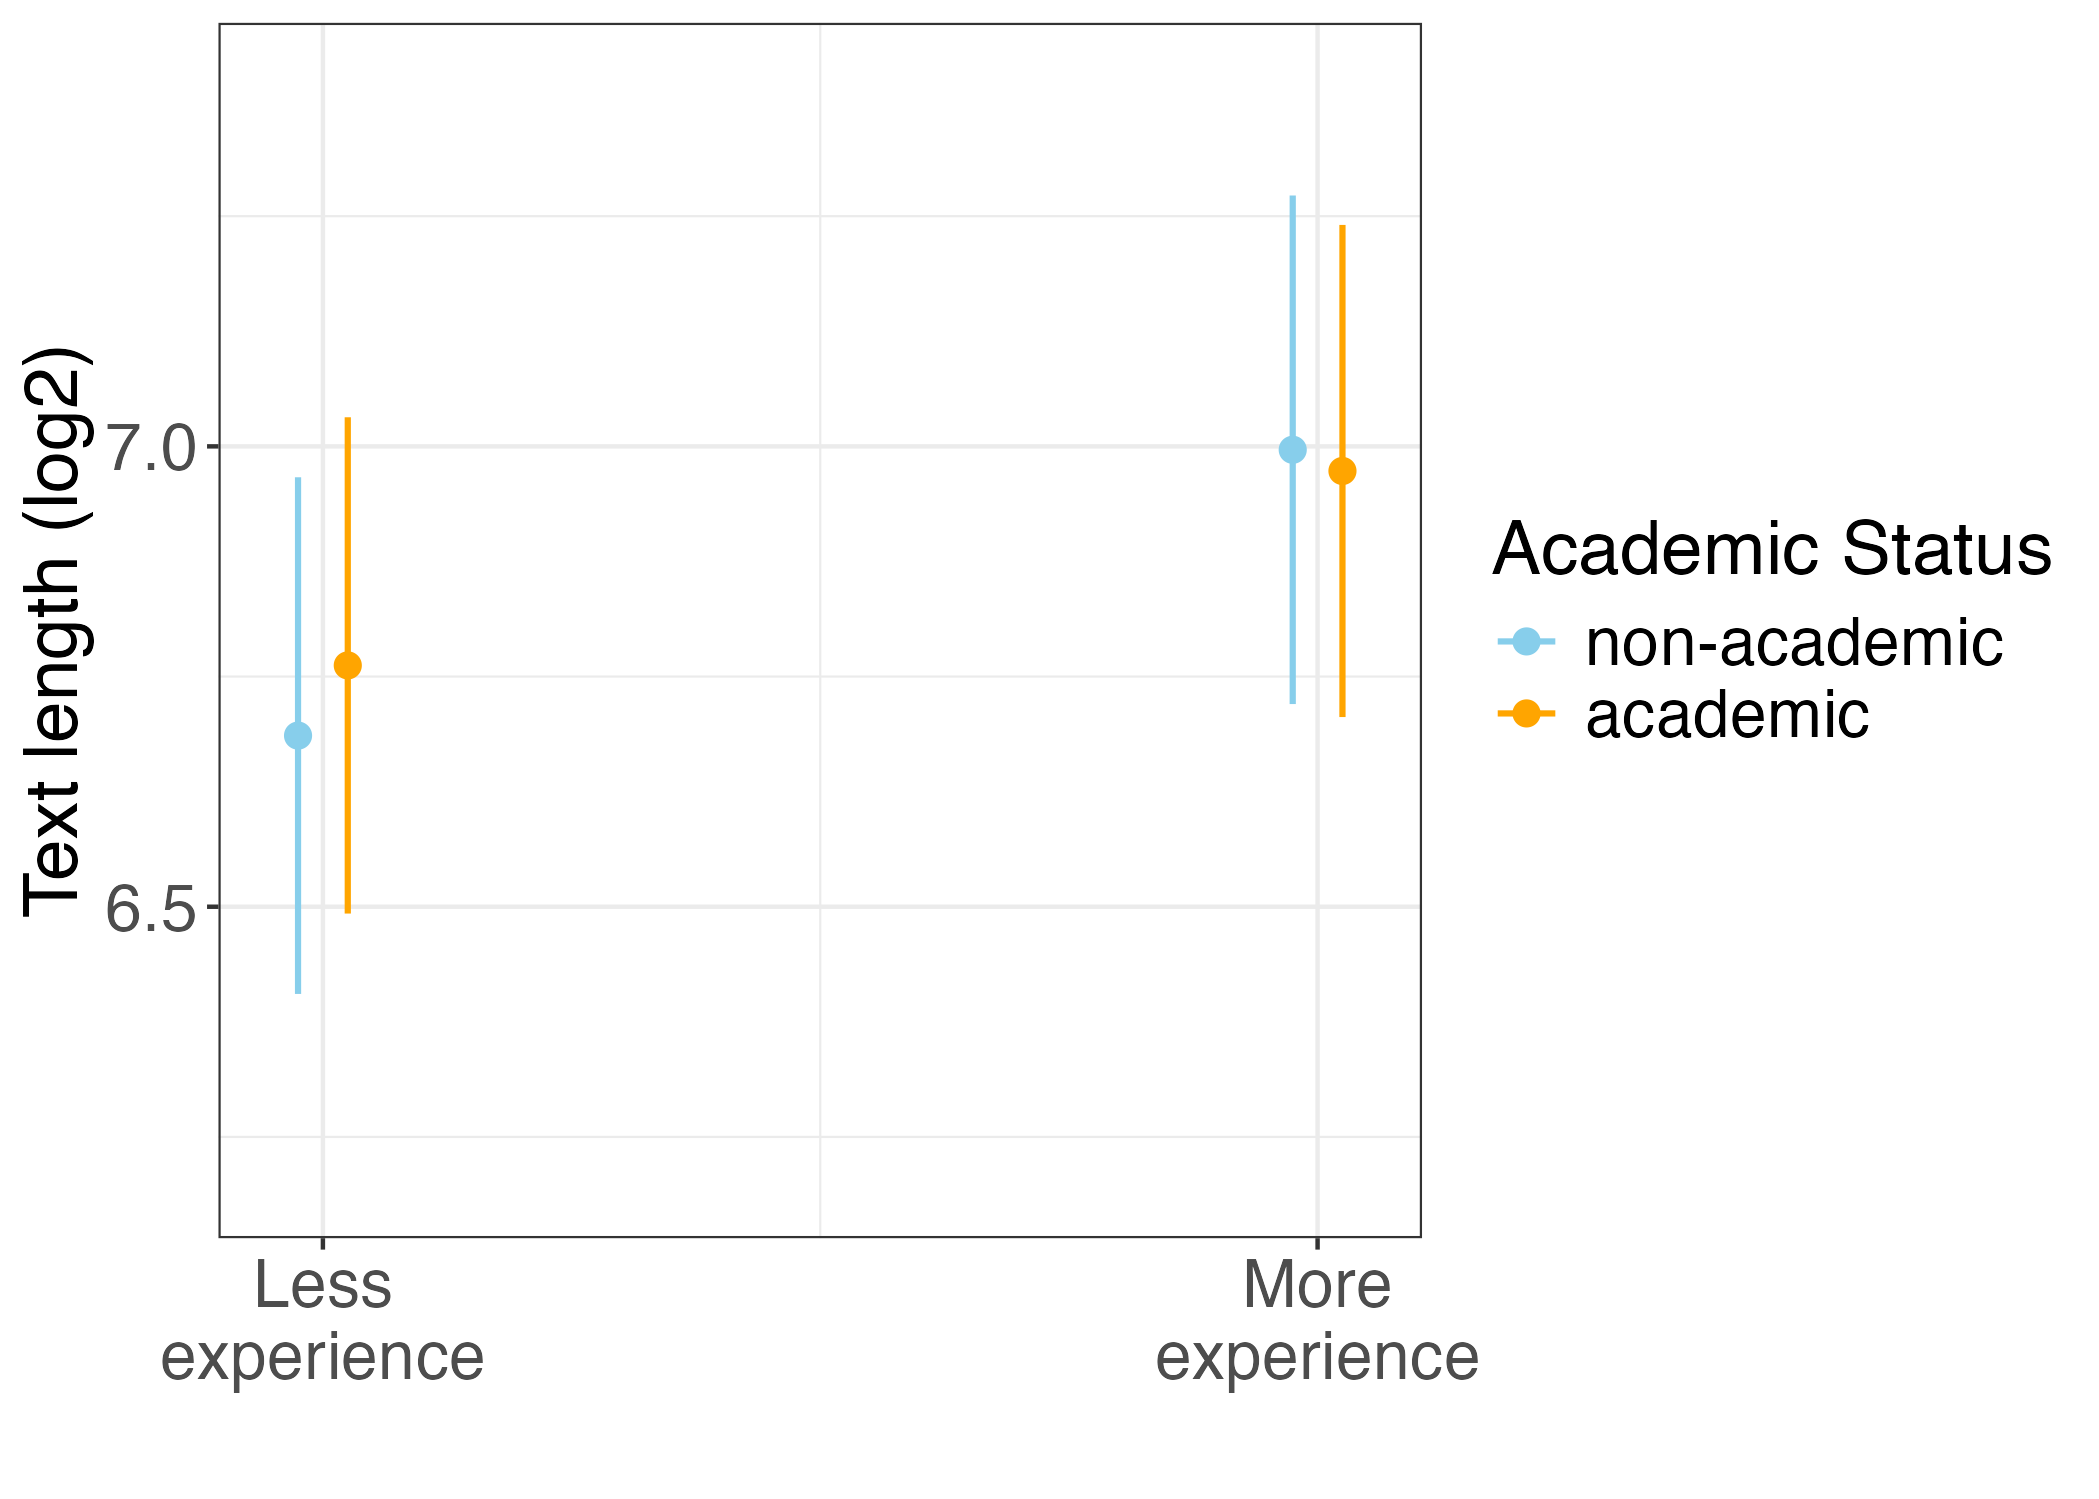 Text length (log2)
7.0
6.5
Less
experience
More
experience
Academic Status
non-academic
academic